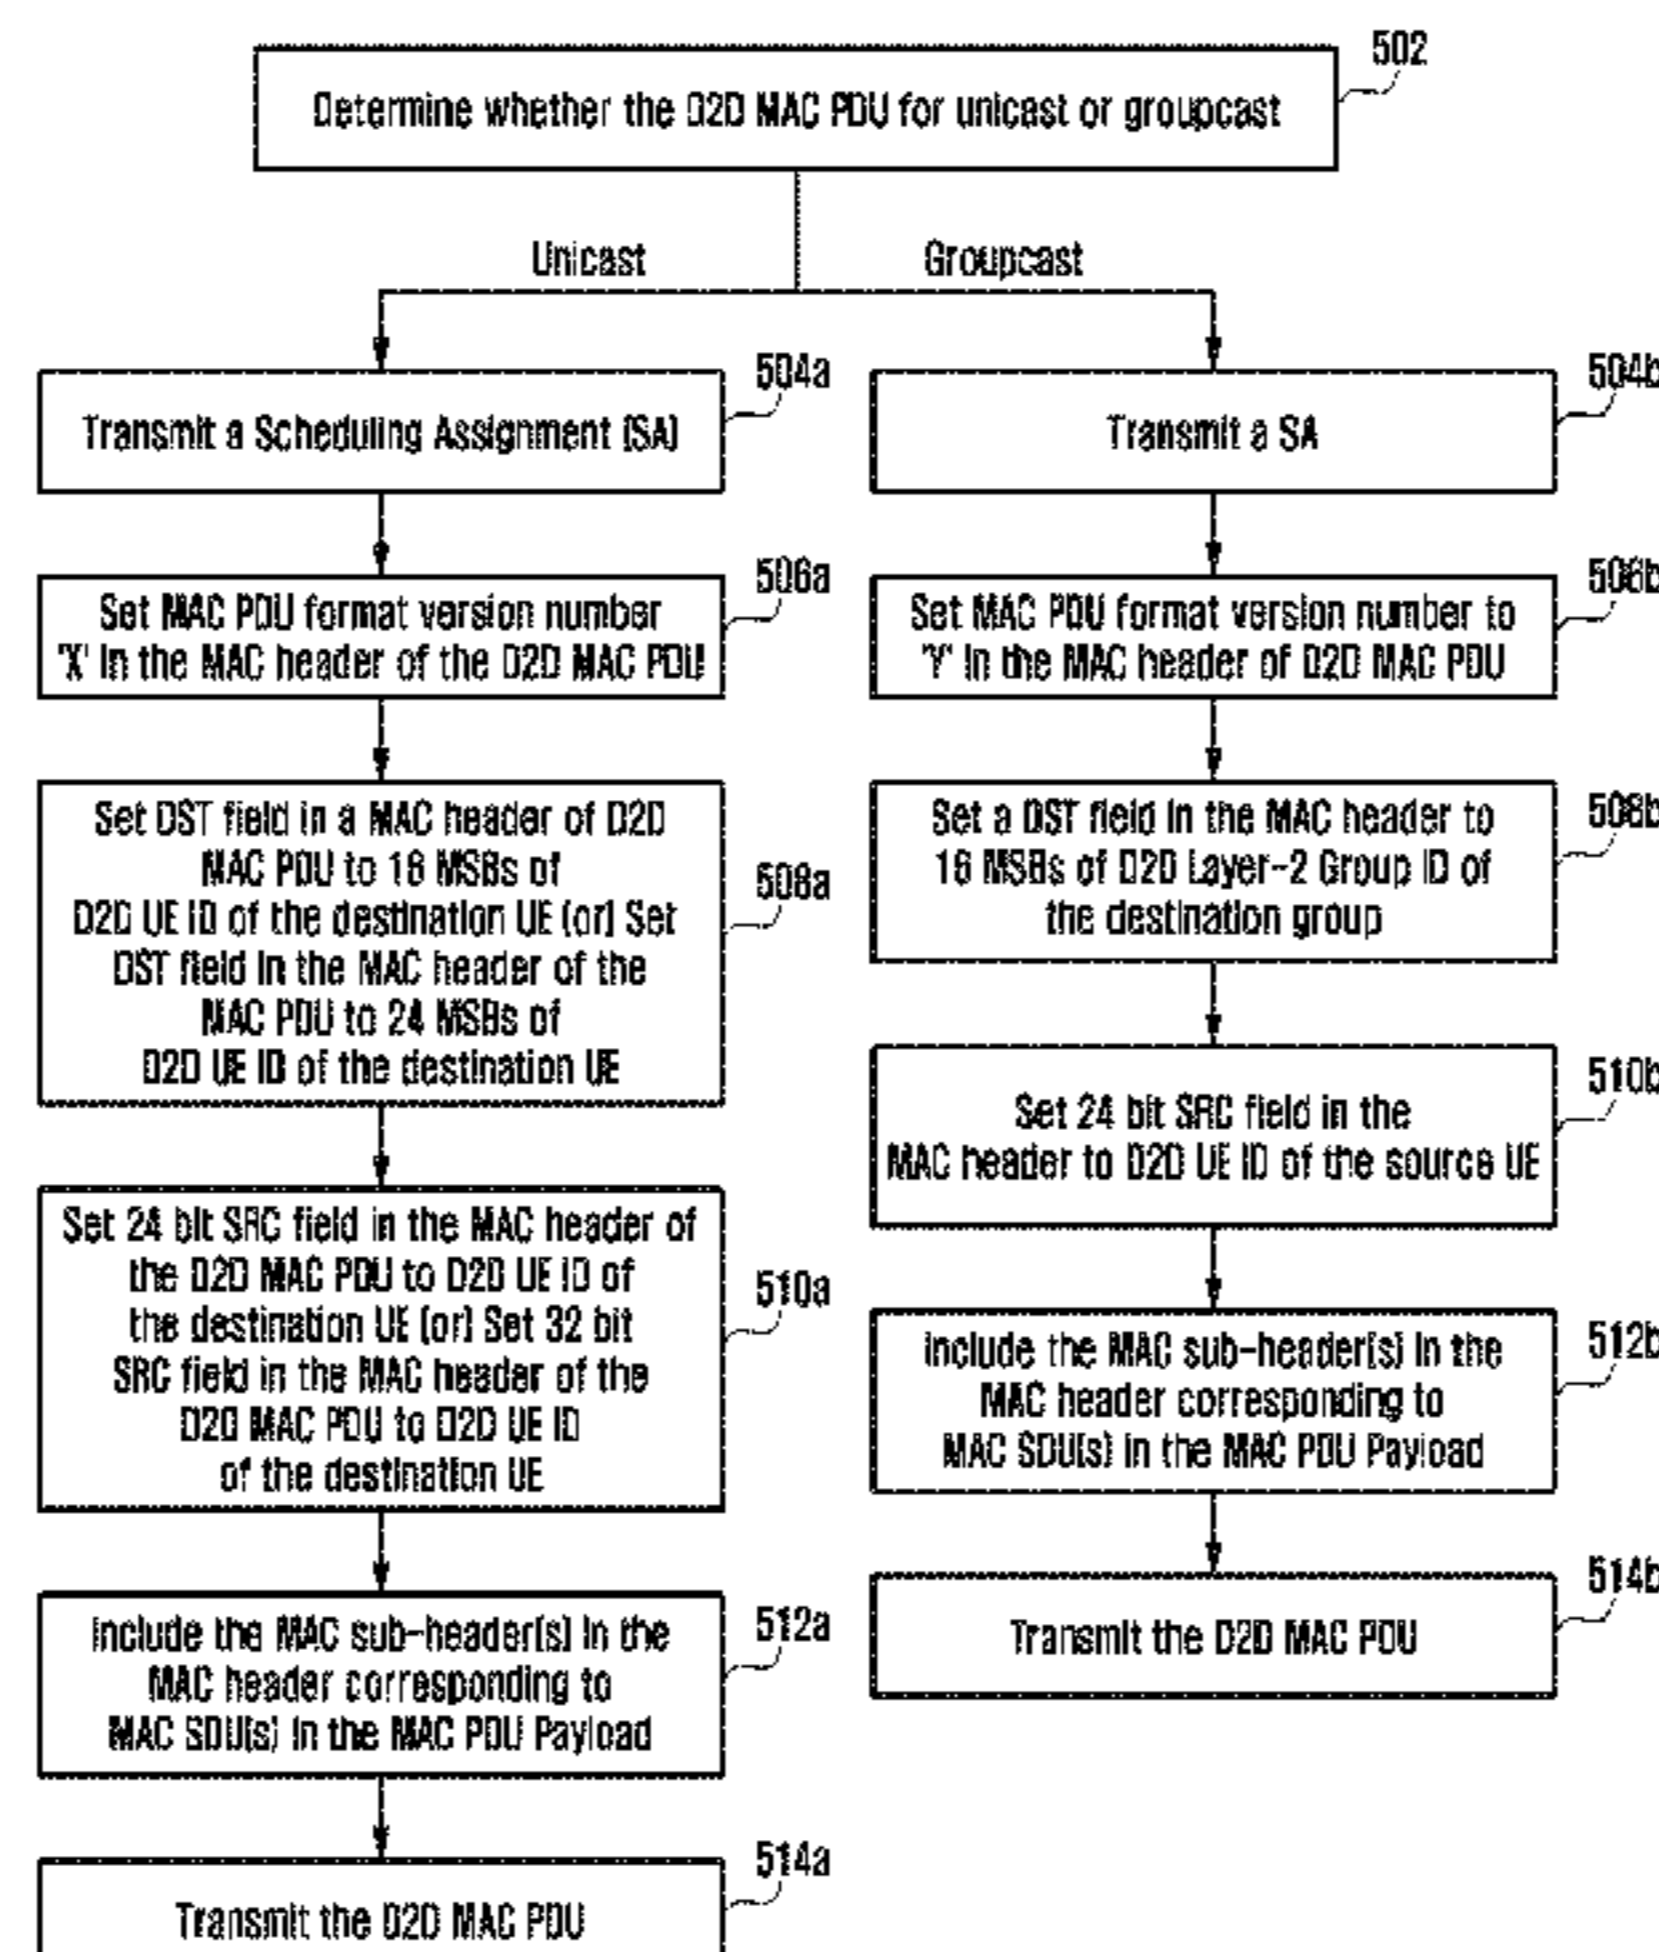 502
Determine whether the D2D MAC PDU for unicast or groupcast
Unicast
Groupcast
504a
Transmit a Scheduling Assignment (SA)
506a
Set MAC PDU format version number
'X' in the MAC header of the D2D MAC PDU
508a
Set DST field in a MAC header of D2D
MAC PDU to 16 MSBs of
D2D UE ID of the destination UE (or) Set
DST field in the MAC header of the
MAC PDU to 24 MSBs of
D2D UE ID of the destination UE
510a
Set 24 bit SRC field in the MAC header of
the D2D MAC PDU to D2D UE ID of
the destination UE (or) Set 32 bit
SRC field in the MAC header of the
D2D MAC PDU to D2D UE ID
of the destination UE
512a
Include the MAC sub-header(s) in the
MAC header corresponding to
MAC SDU(s) in the MAC PDU Payload
514a
Transmit the D2D MAC PDU
504b
Transmit a SA
506b
Set MAC PDU format version number to
'Y' in the MAC header of D2D MAC PDU
508b
Set a DST field in the MAC header to
16 MSBs of D2D Layer-2 Group ID of
the destination group
510b
Set 24 bit SRC field in the
MAC header to D2D UE ID of the source UE
512b
Include the MAC sub-header(s) in the
MAC header corresponding to
MAC SDU(s) in the MAC PDU Payload
514b
Transmit the D2D MAC PDU